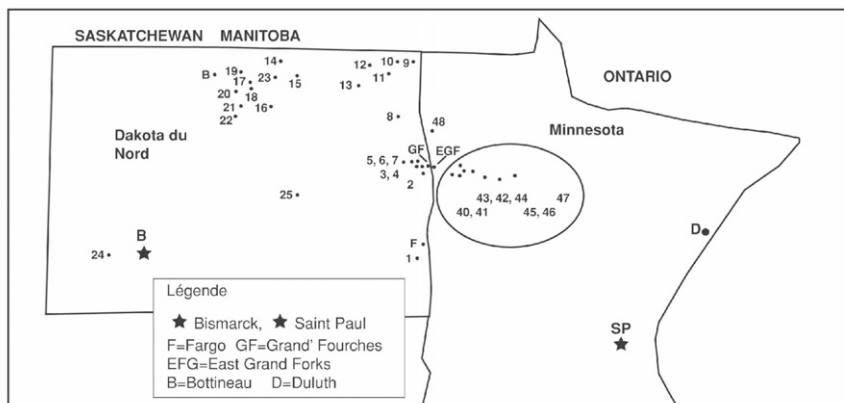 SASKATCHEWAN MANITOBA
ONTARIO
14
12
10
9
B
19
17
23
15
11
13
20
18
21
16
22
8
48
Dakota du
Nord
Minnesota
GF
EGF
5, 6, 7
3, 4
2
25
43, 42, 44
47
40, 41
45, 46
B
24
F
1
D
SP
Légende
Bismarck, Saint Paul
F=Fargo GF=Grand' Fourches
EFG=East Grand Forks
B=Bottineau D=Duluth